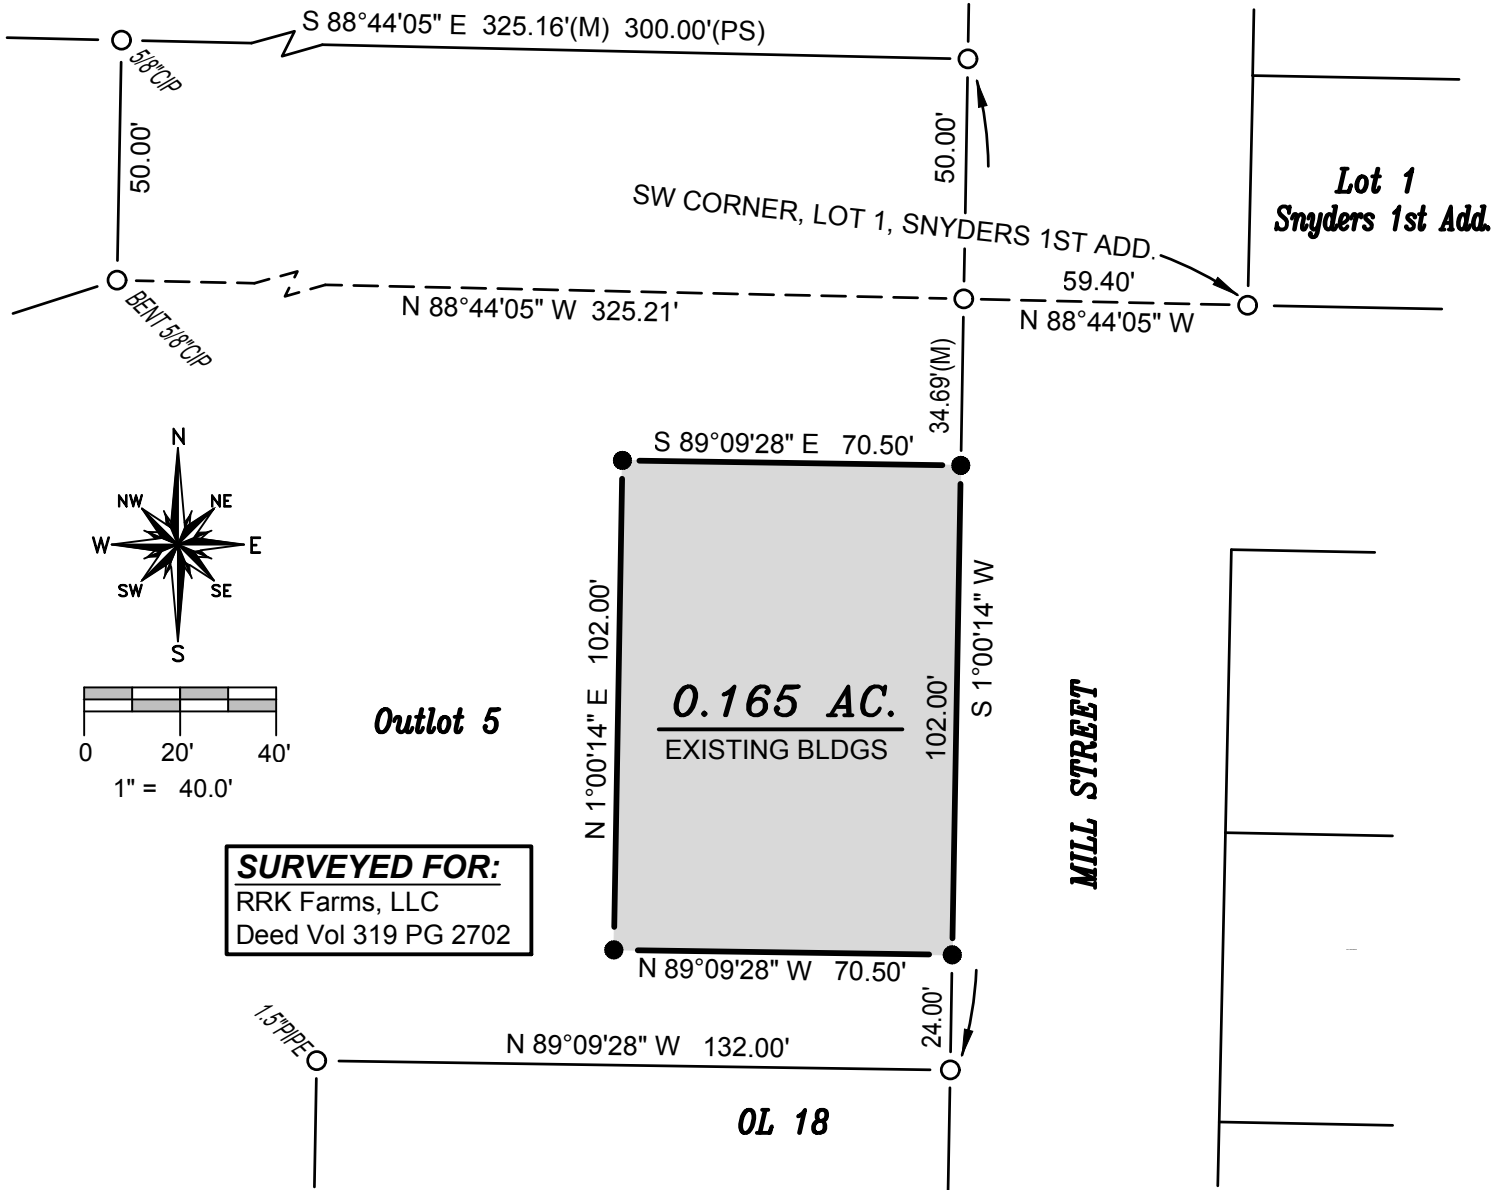 S 88°44'05" E 325.16'(M) 300.00'(PS)
5/8"CIP
50.00'
50.00'
Lot 1
Snyders 1st Add.
SW CORNER, LOT 1, SNYDERS 1ST ADD.
59.40'
N 88°44'05" W
BENT 5/8"CIP
N 88°44'05" W 325.21'
34.69'(M)
S 89°09'28" E 70.50'
N
NW
NE
W
E
SW
SE
S
N 1°00'14" E 102.00'
S 1°00'14" W
102.00'
0.165 AC.
EXISTING BLDGS
Outlot 5
0 20' 40'
1" = 40.0'
MILL STREET
SURVEYED FOR:
RRK Farms, LLC
Deed Vol 319 PG 2702
N 89°09'28" W 70.50'
24.00'
1.5"PIPE
N 89°09'28" W 132.00'
OL 18